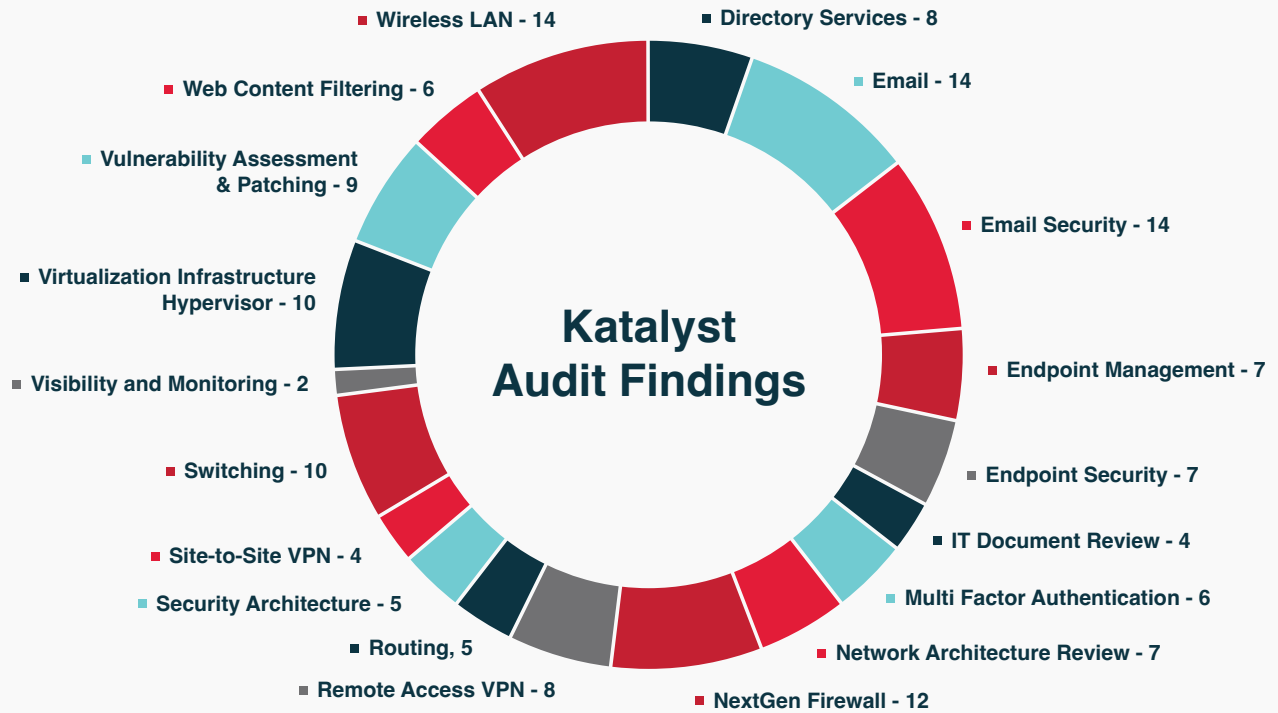 Wireless LAN - 14
Directory Services - 8
Web Content Filtering - 6
Email - 14
Vulnerability Assessment
& Patching - 9
Email Security - 14
Virtualization Infrastructure
Hypervisor - 10
Katalyst
Audit Findings
Endpoint Management - 7
Visibility and Monitoring - 2
Switching - 10
Endpoint Security - 7
IT Document Review - 4
Site-to-Site VPN - 4
Multi Factor Authentication - 6
Security Architecture - 5
Routing, 5
Network Architecture Review - 7
Remote Access VPN - 8
NextGen Firewall - 12